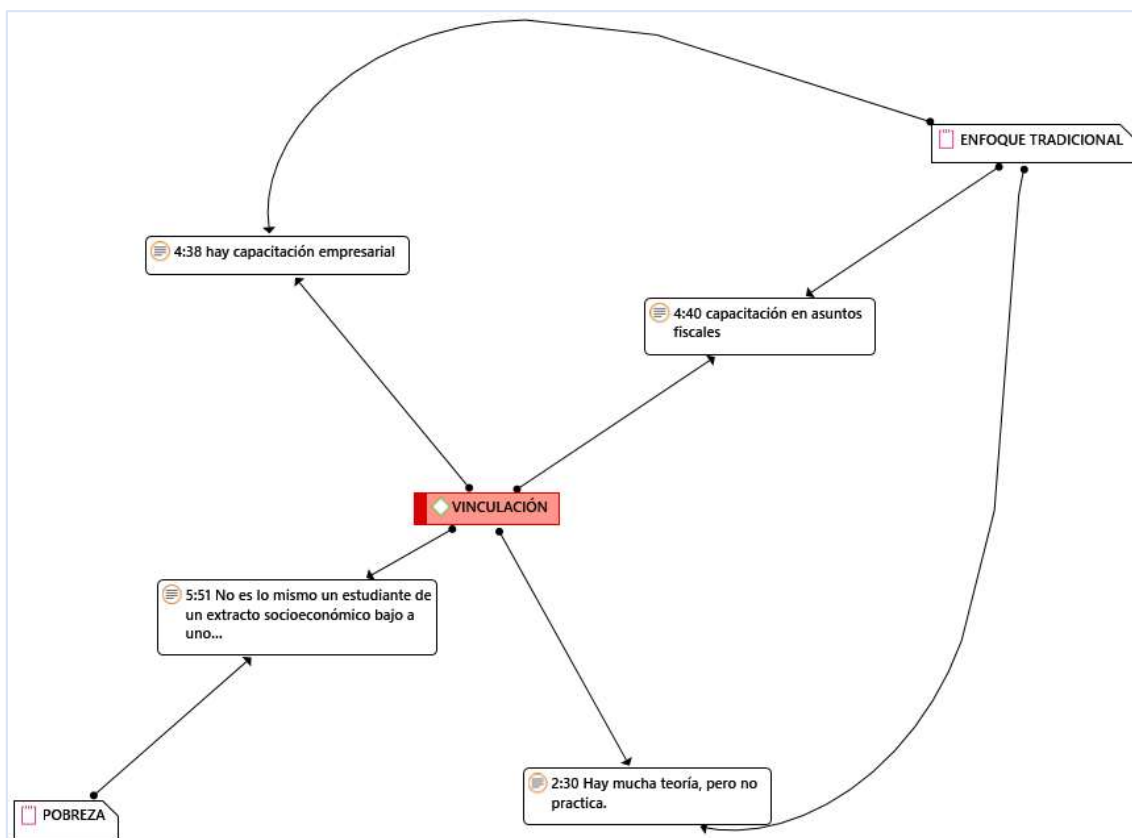 ENFOQUE TRADICIONAL
4:38 hay capacitación empresarial
4:40 capacitación en asuntos
fiscales
VINCULACIÓN
5:51 No es lo mismo un estudiante de
un extracto socioeconómico bajo a
uno...
2:30 Hay mucha teoría, pero no
practica.
POBREZA